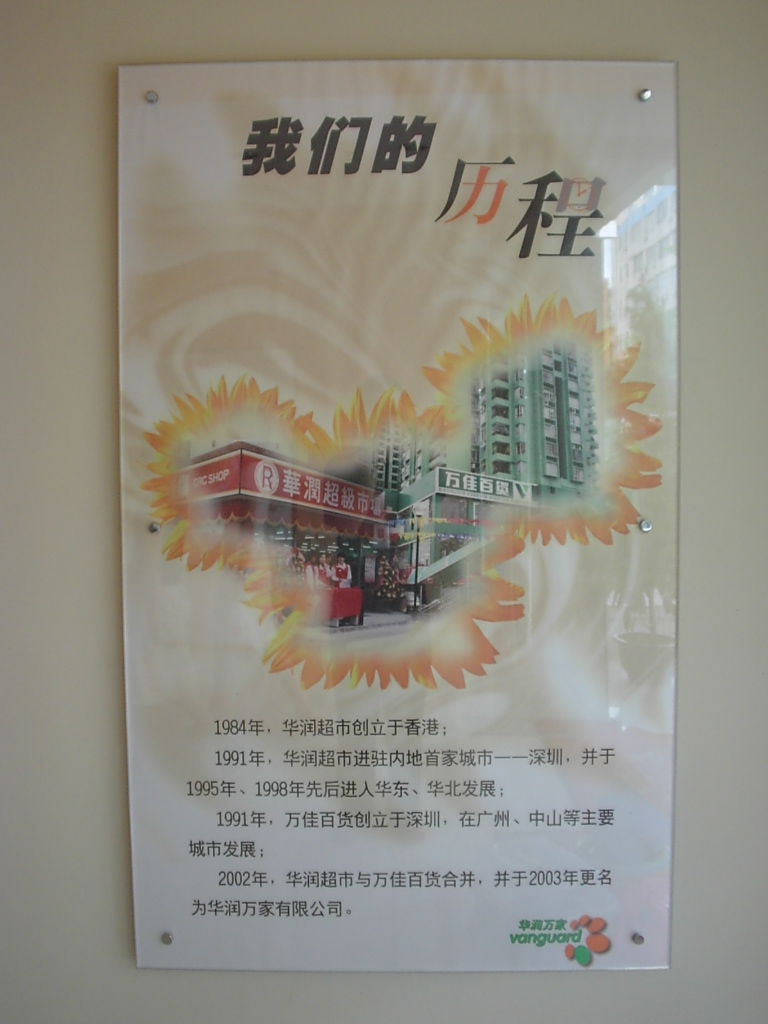 我们的
历程
CRC SHOP
華潤超級市場
万佳百货
1984年，华润超市创立于香港；
1991年，华润超市进驻内地首家城市——深圳，并于
1995年、1998年先后进入华东、华北发展；
1991年，万佳百货创立于深圳，在广州、中山等主要
城市发展；
2002年，华润超市与万佳百货合并，并于2003年更名
为华润万家有限公司。
华润万家
vanguard